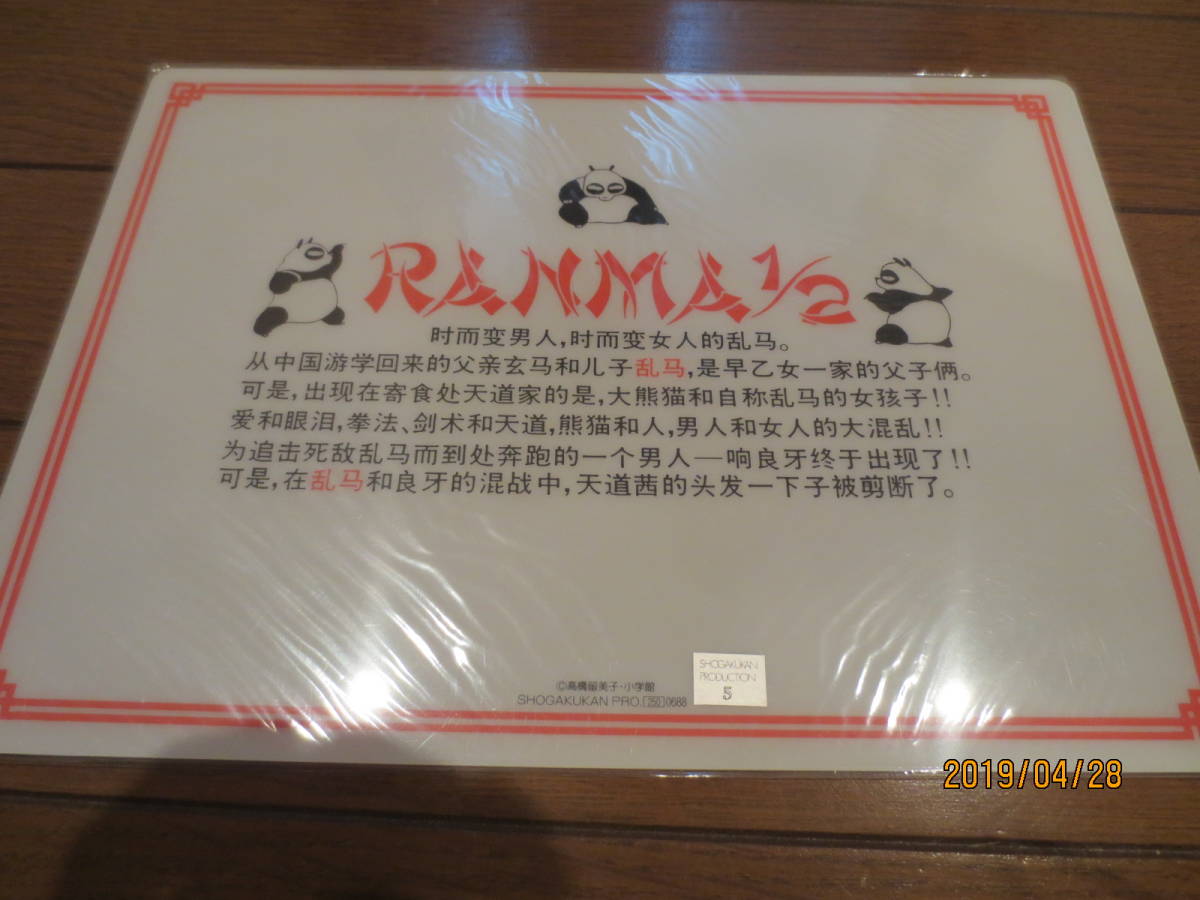 RANMA 1/2
时而变男人,时而变女人的乱马。
从中国游学回来的父亲玄马和儿子乱马,是早乙女一家的父子俩。
可是,出现在寄食处天道家的是,大熊猫和自称乱马的女孩子!!
爱和眼泪,拳法、剑术和天道,熊猫和人,男人和女人的大混乱!!
为追击死敌乱马而到处奔跑的一个男人—响良牙终于出现了!!
可是,在乱马和良牙的混战中,天道茜的头发一下子被剪断了。
©高橋留美子・小学館
SHOGAKUKAN PRO.[250]0688
SHOGAKUKAN
PRODUCTION
5
2019/04/28